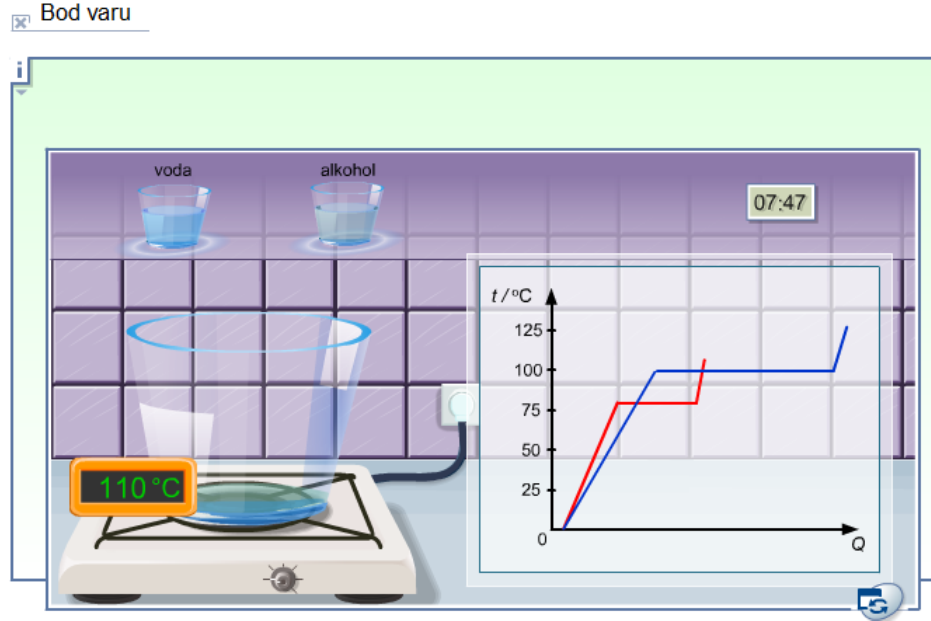 Bod varu
i
voda
alkohol
07:47
t/°C
125
100
75
50
25
0
Q
110°C